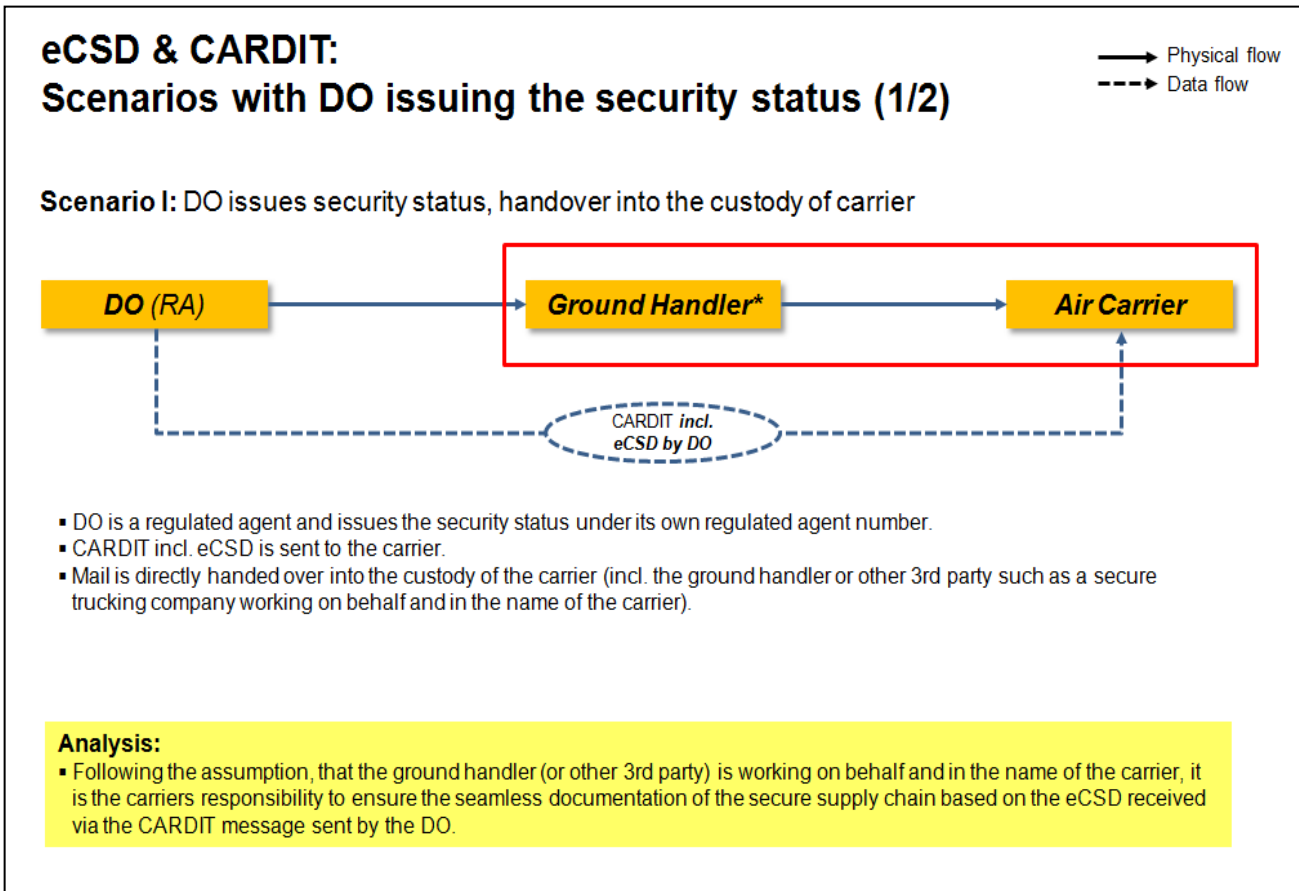 eCSD & CARDIT:
Scenarios with DO issuing the security status (1/2)
Physical flow
Data flow
Scenario I: DO issues security status, handover into the custody of carrier
DO (RA)
Ground Handler*
Air Carrier
CARDIT incl.
eCSD by DO
▪ DO is a regulated agent and issues the security status under its own regulated agent number.
▪ CARDIT incl. eCSD is sent to the carrier.
▪ Mail is directly handed over into the custody of the carrier (incl. the ground handler or other 3rd party such as a secure
trucking company working on behalf and in the name of the carrier).
Analysis:
▪ Following the assumption, that the ground handler (or other 3rd party) is working on behalf and in the name of the carrier, it
is the carriers responsibility to ensure the seamless documentation of the secure supply chain based on the eCSD received
via the CARDIT message sent by the DO.